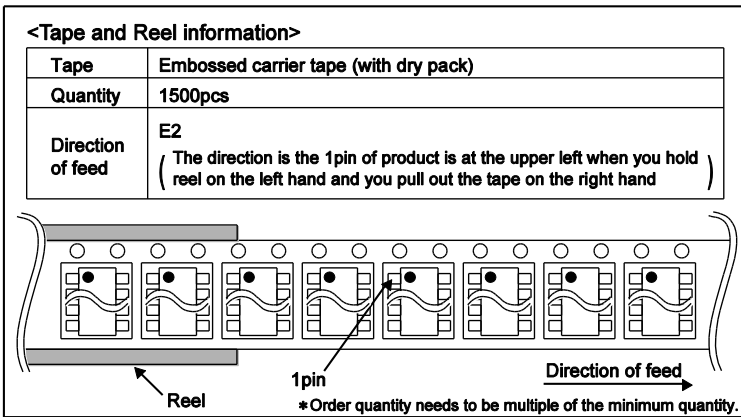 <Tape and Reel information>
Tape Embossed carrier tape (with dry pack)
Quantity 1500pcs
Direction of feed E2
( The direction is the 1pin of product is at the upper left when you hold
reel on the left hand and you pull out the tape on the right hand )
Reel
1pin
Direction of feed
*Order quantity needs to be multiple of the minimum quantity.